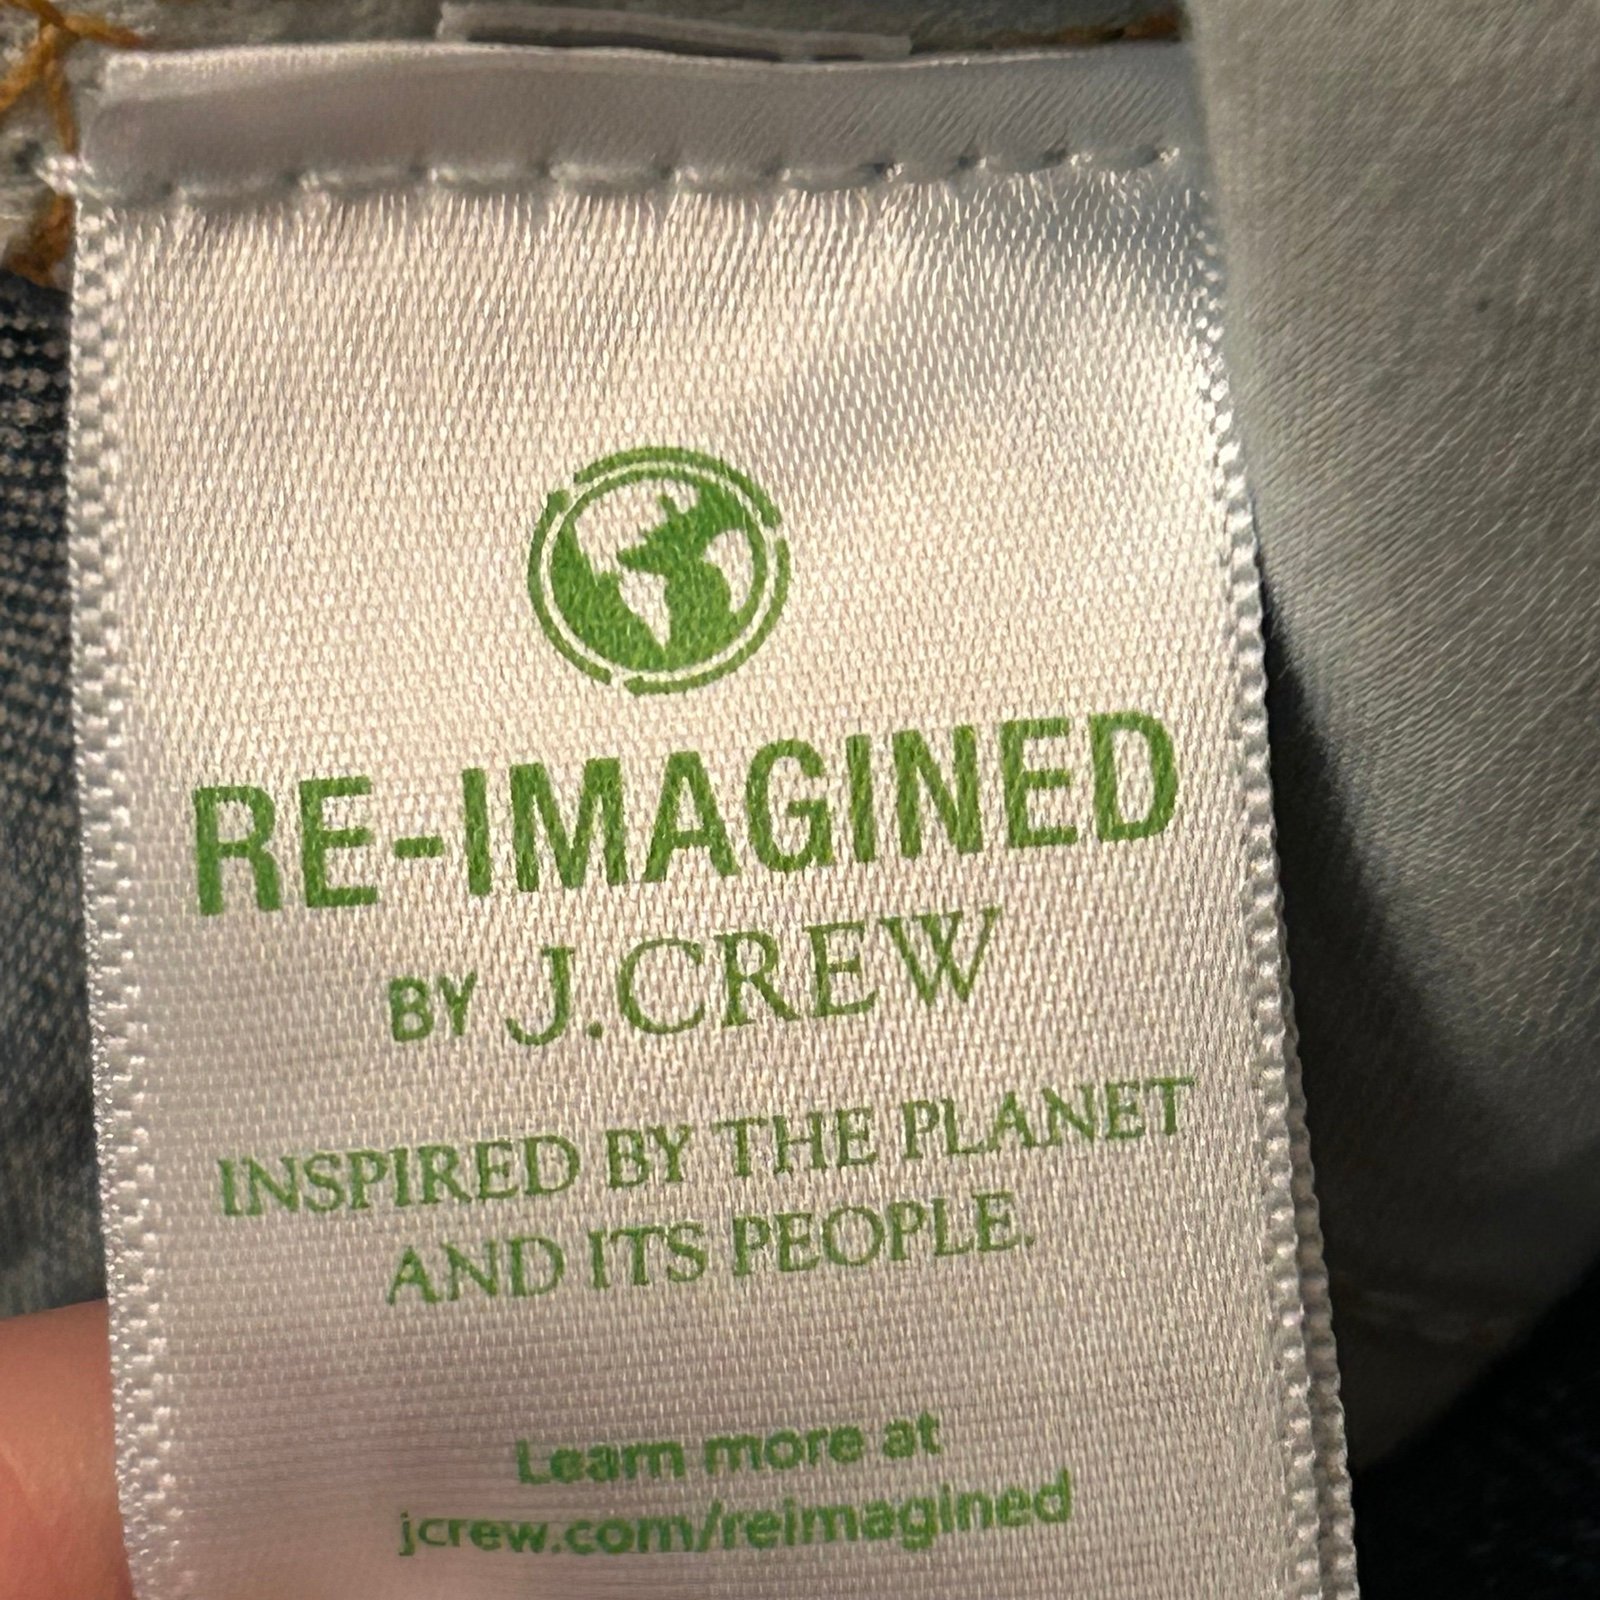 RE-IMAGINED
BY J.CREW
INSPIRED BY THE PLANET
AND ITS PEOPLE.
Learn more at
jcrew.com/reimagined